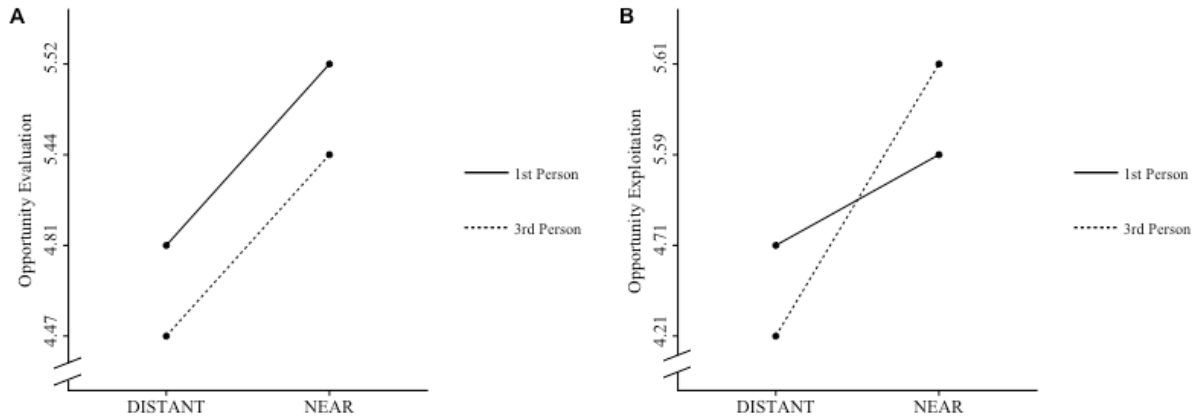 A
Opportunity Evaluation
5.52
5.44
4.81
4.47
DISTANT NEAR
1st Person
3rd Person
B
Opportunity Exploitation
5.61
5.59
4.71
4.21
DISTANT NEAR
1st Person
3rd Person